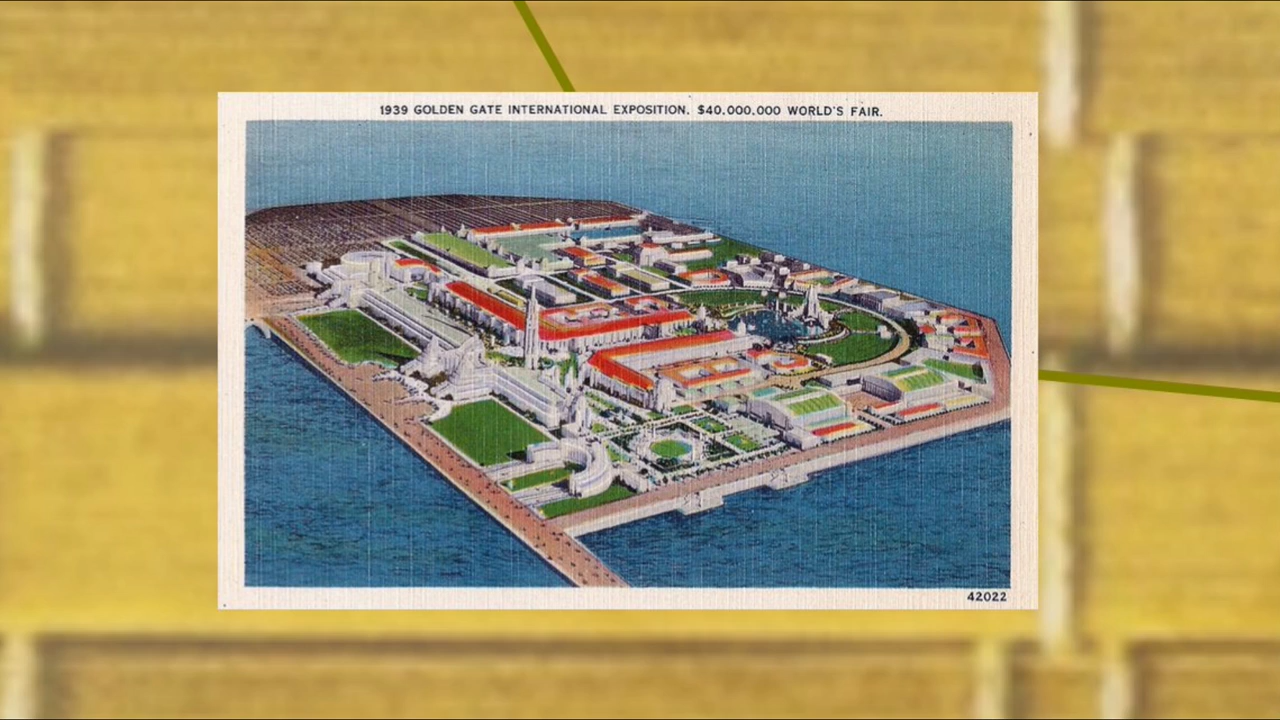 1939 GOLDEN GATE INTERNATIONAL EXPOSITION. $40.000.000 WORLD'S FAIR.
42022